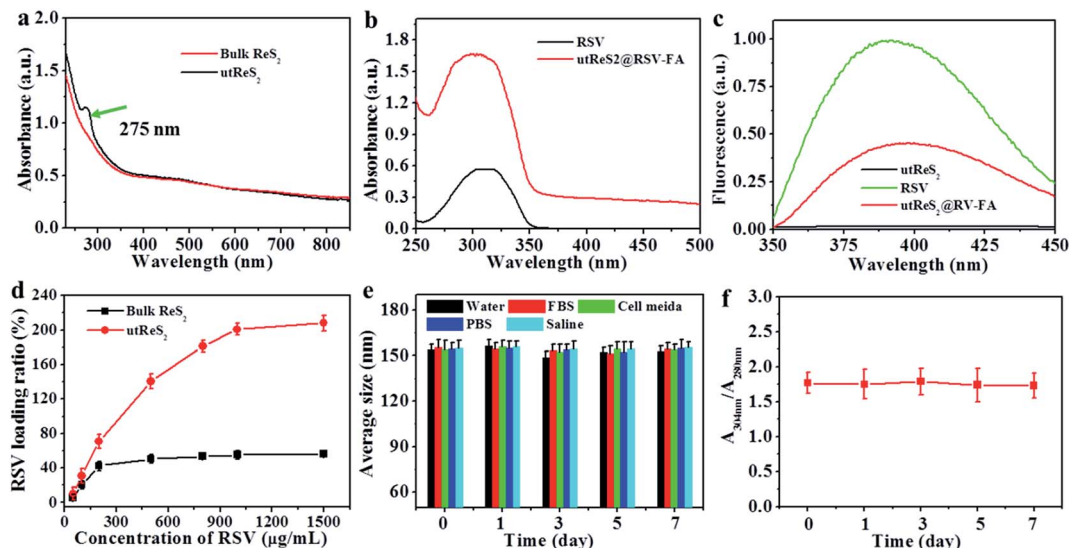 a
2.0
1.5
1.0
0.5
0.0
Absorbance (a.u.)
Bulk ReS₂
utReS₂
275 nm
300 400 500 600 700 800
Wavelength (nm)
b
2.0
1.6
1.2
0.8
0.4
0.0
Absorbance (a.u.)
RSV
utReS2@RSV-FA
250 300 350 400 450 500
Wavelength (nm)
c
1.00
0.75
0.50
0.25
0.00
Fluorescence (a.u.)
utReS₂
RSV
utReS₂@RV-FA
350 375 400 425 450
Wavelength (nm)
d
240
200
160
120
80
40
0
RSV loading ratio (%)
Bulk ReS₂
utReS₂
0 300 600 900 1200 1500
Concentration of RSV (µg/mL)
e
180
150
120
90
60
Average size (nm)
Water FBS Cell meida
PBS Saline
0 1 3 5 7
Time (day)
f
3.0
2.5
2.0
1.5
1.0
0.5
0.0
A304nm/A280nm
0 1 3 5 7
Time (day)